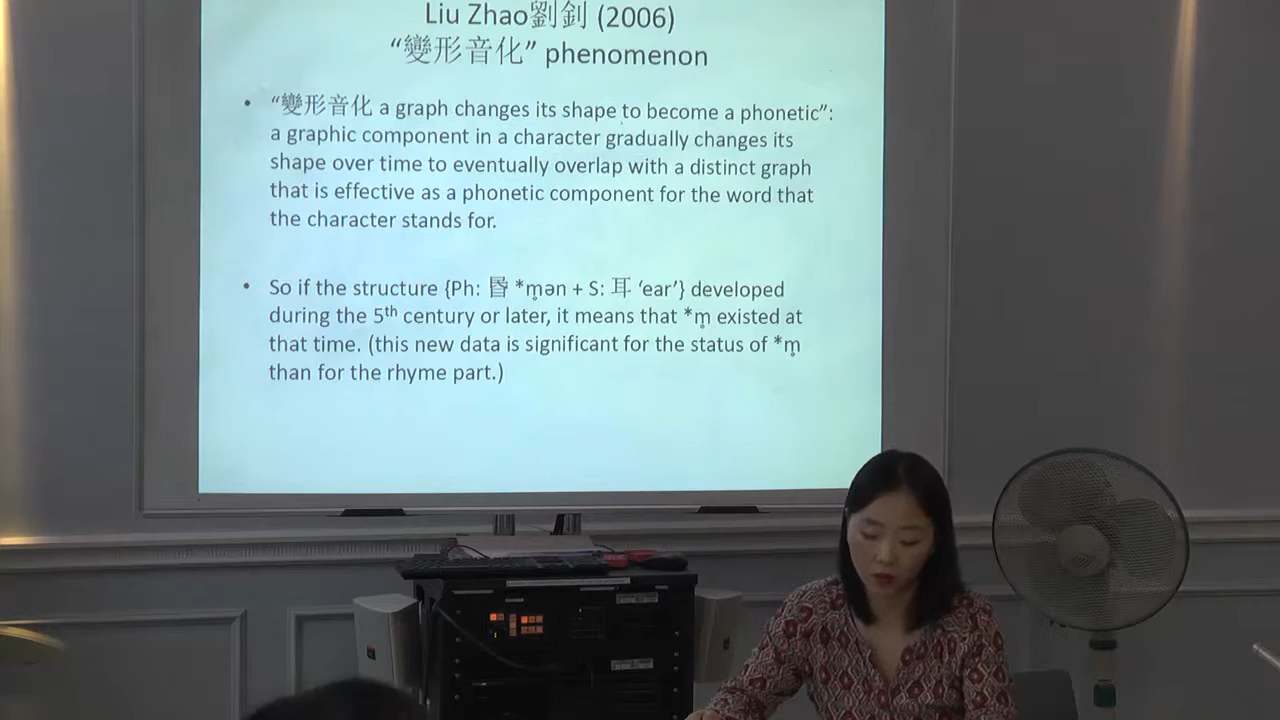 Liu Zhao劉釗 (2006)
“變形音化” phenomenon
• “變形音化 a graph changes its shape to become a phonetic”:
a graphic component in a character gradually changes its
shape over time to eventually overlap with a distinct graph
that is effective as a phonetic component for the word that
the character stands for.
• So if the structure {Ph: 昬 *m̥ən + S: 耳 ‘ear’} developed
during the 5th century or later, it means that *m̥ existed at
that time. (this new data is significant for the status of *m̥
than for the rhyme part.)